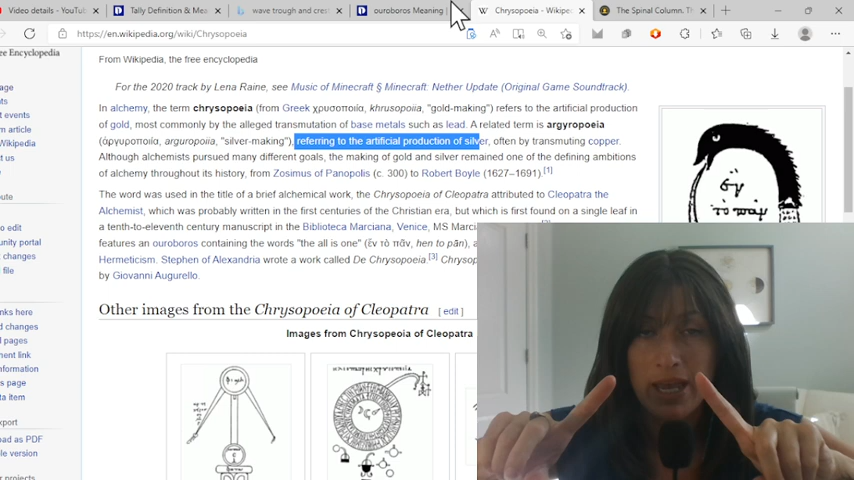 Video details - YouTub
Tally Definition & Mea
wave trough and cres
ouroboros Meaning |
Chrysopoeia - Wikiped
The Spinal Column. Th
https://en.wikipedia.org/wiki/Chrysopoeia
ee Encyclopedia
From Wikipedia, the free encyclopedia
For the 2020 track by Lena Raine, see Music of Minecraft § Minecraft: Nether Update (Original Game Soundtrack).
In alchemy, the term chrysopoeia (from Greek χρυσοποιία, khrusopoiia, "gold-making") refers to the artificial production
of gold, most commonly by the alleged transmutation of base metals such as lead. A related term is argyropoeia
(ἀργυροποιία, arguropoiia, "silver-making"), referring to the artificial production of silver, often by transmuting copper.
Although alchemists pursued many different goals, the making of gold and silver remained one of the defining ambitions
of alchemy throughout its history, from Zosimus of Panopolis (c. 300) to Robert Boyle (1627–1691).[1]
The word was used in the title of a brief alchemical work, the Chrysopoeia of Cleopatra attributed to Cleopatra the
Alchemist, which was probably written in the first centuries of the Christian era, but which is first found on a single leaf in
a tenth-to-eleventh century manuscript in the Biblioteca Marciana, Venice, MS Marci
features an ouroboros containing the words "the all is one" (ἕν τὸ πᾶν, hen to pān), a
Hermeticism. Stephen of Alexandria wrote a work called De Chrysopoeia.[3] Chrysop
by Giovanni Augurello.
Other images from the Chrysopoeia of Cleopatra [ edit ]
Images from Chrysopeoia of Cleopatra
age
nts
t events
m article
Wikipedia
ct us
e
o edit
unity portal
t changes
file
nks here
d changes
l pages
nent link
nformation
s page
ta item
xport
oad as PDF
ble version
r projects